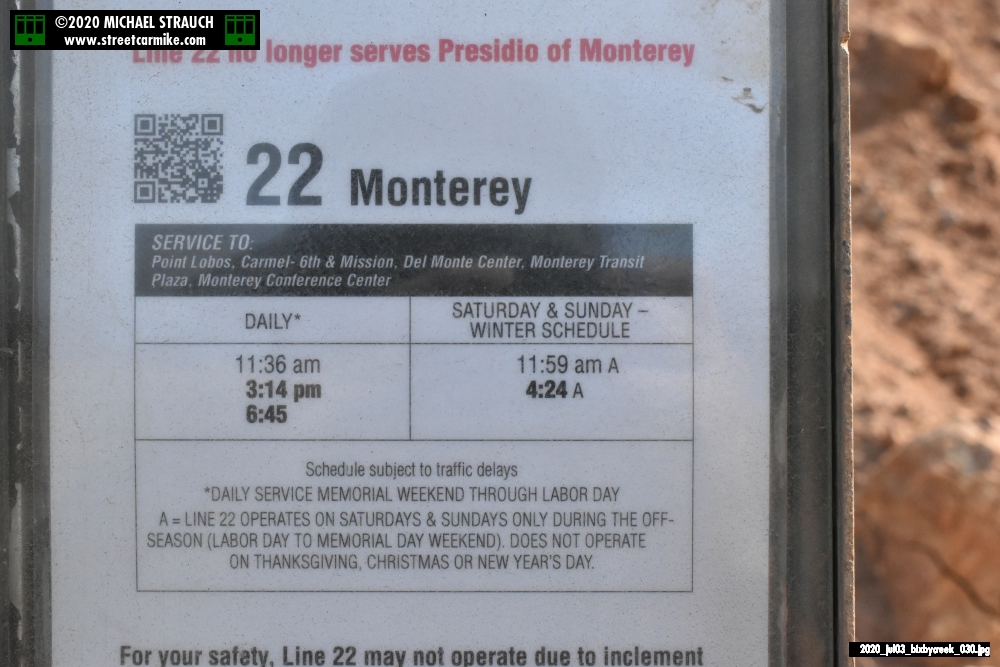 ©2020 MICHAEL STRAUCH
www.streetcarmike.com
Line 22 no longer serves Presidio of Monterey
22 Monterey
SERVICE TO:
Point Lobos, Carmel- 6th & Mission, Del Monte Center, Monterey Transit
Plaza, Monterey Conference Center
DAILY*
SATURDAY & SUNDAY –
WINTER SCHEDULE
11:36 am
3:14 pm
6:45
11:59 am A
4:24 A
Schedule subject to traffic delays
*DAILY SERVICE MEMORIAL WEEKEND THROUGH LABOR DAY
A = LINE 22 OPERATES ON SATURDAYS & SUNDAYS ONLY DURING THE OFF-
SEASON (LABOR DAY TO MEMORIAL DAY WEEKEND). DOES NOT OPERATE
ON THANKSGIVING, CHRISTMAS OR NEW YEAR'S DAY.
For your safety, Line 22 may not operate due to inclement
2020_jul03_bixbycreek_030.jpg